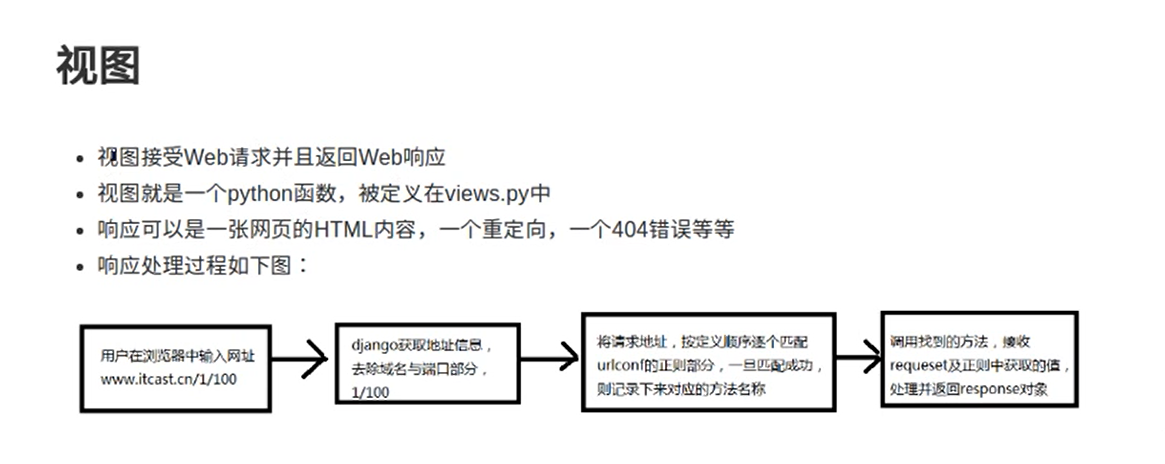 视图
视图接受Web请求并且返回Web响应
视图就是一个python函数，被定义在views.py中
响应可以是一张网页的HTML内容，一个重定向，一个404错误等等
响应处理过程如下图：
用户在浏览器中输入网址
www.itcast.cn/1/100
django获取地址信息，
去除域名与端口部分，
1/100
将请求地址，按定义顺序逐个匹配
urlconf的正则部分，一旦匹配成功，
则记录下来对应的方法名称
调用找到的方法，接收
requeset及正则中获取的值，
处理并返回response对象